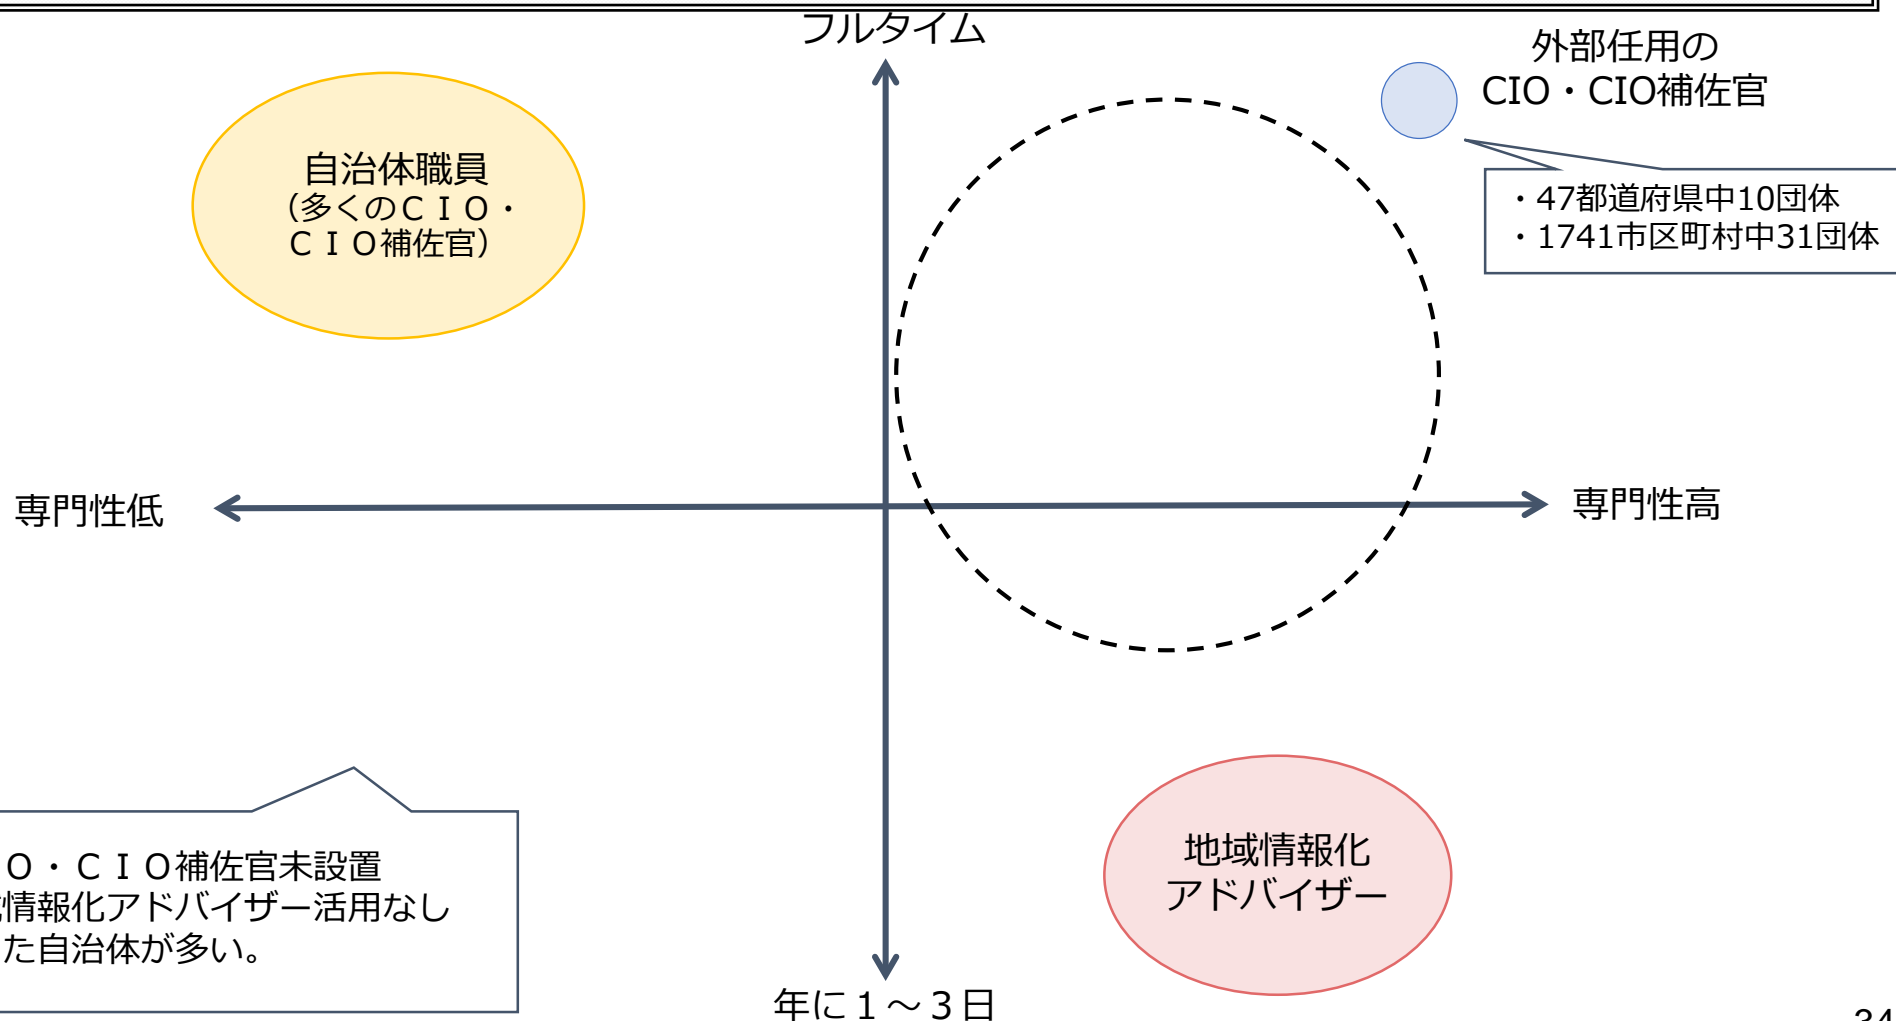 フルタイム
外部任用の
CIO・CIO補佐官
・47都道府県中10団体
・1741市区町村中31団体
自治体職員
（多くのＣＩＯ・
ＣＩＯ補佐官）
専門性低
専門性高
Ｏ・ＣＩＯ補佐官未設置
情報化アドバイザー活用なし
た自治体が多い。
地域情報化
アドバイザー
年に１～３日
34